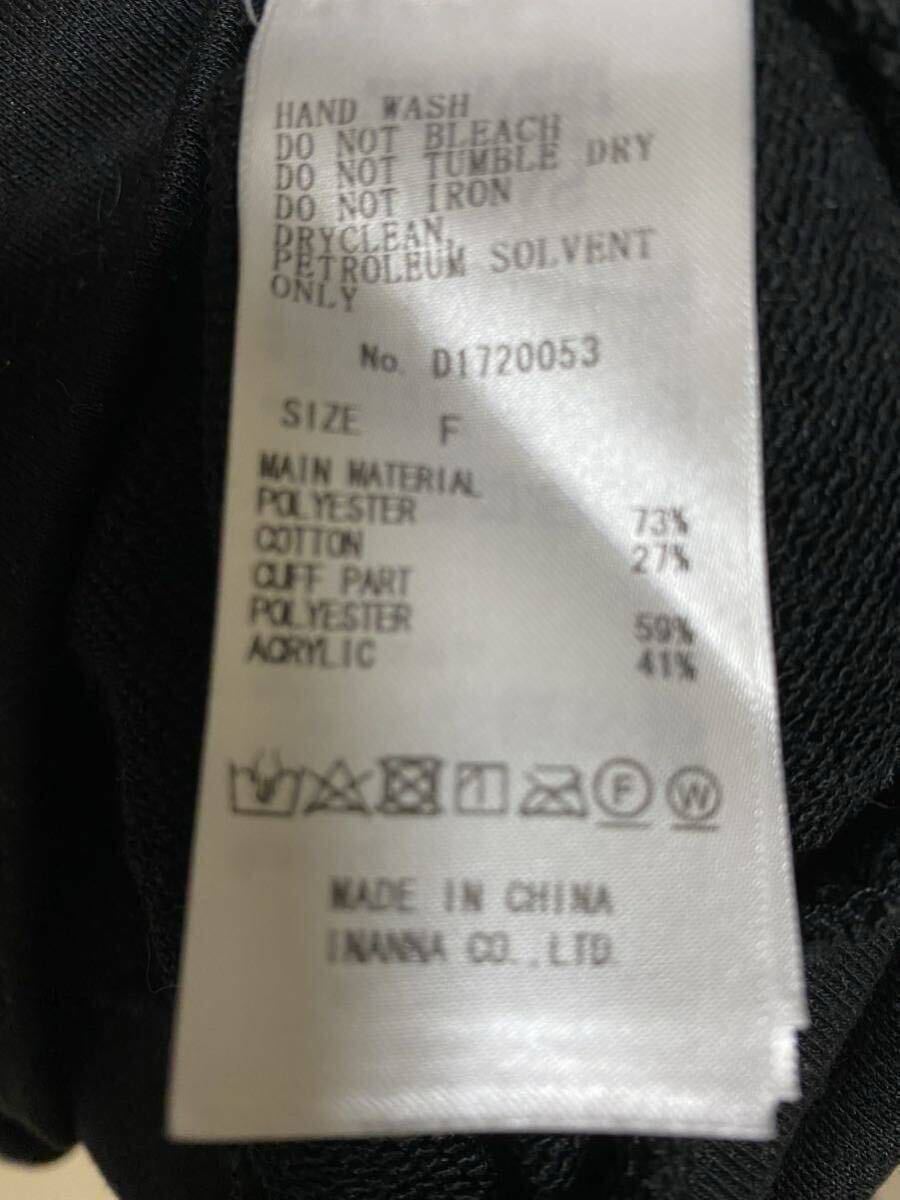 HAND WASH
DO NOT BLEACH
DO NOT TUMBLE DRY
DO NOT IRON
DRYCLEAN,
PETROLEUM SOLVENT
ONLY
No. D1720053
SIZE F
MAIN MATERIAL
POLYESTER 73%
COTTON 27%
CUFF PART
POLYESTER 59%
ACRYLIC 41%
F W
MADE IN CHINA
INANNA CO.,LTD.